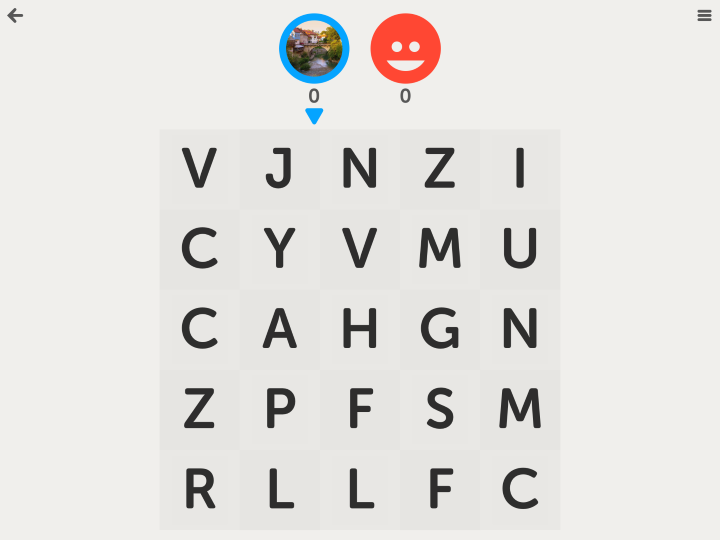 0 0
V J N Z I
C Y V M U
C A H G N
Z P F S M
R L L F C